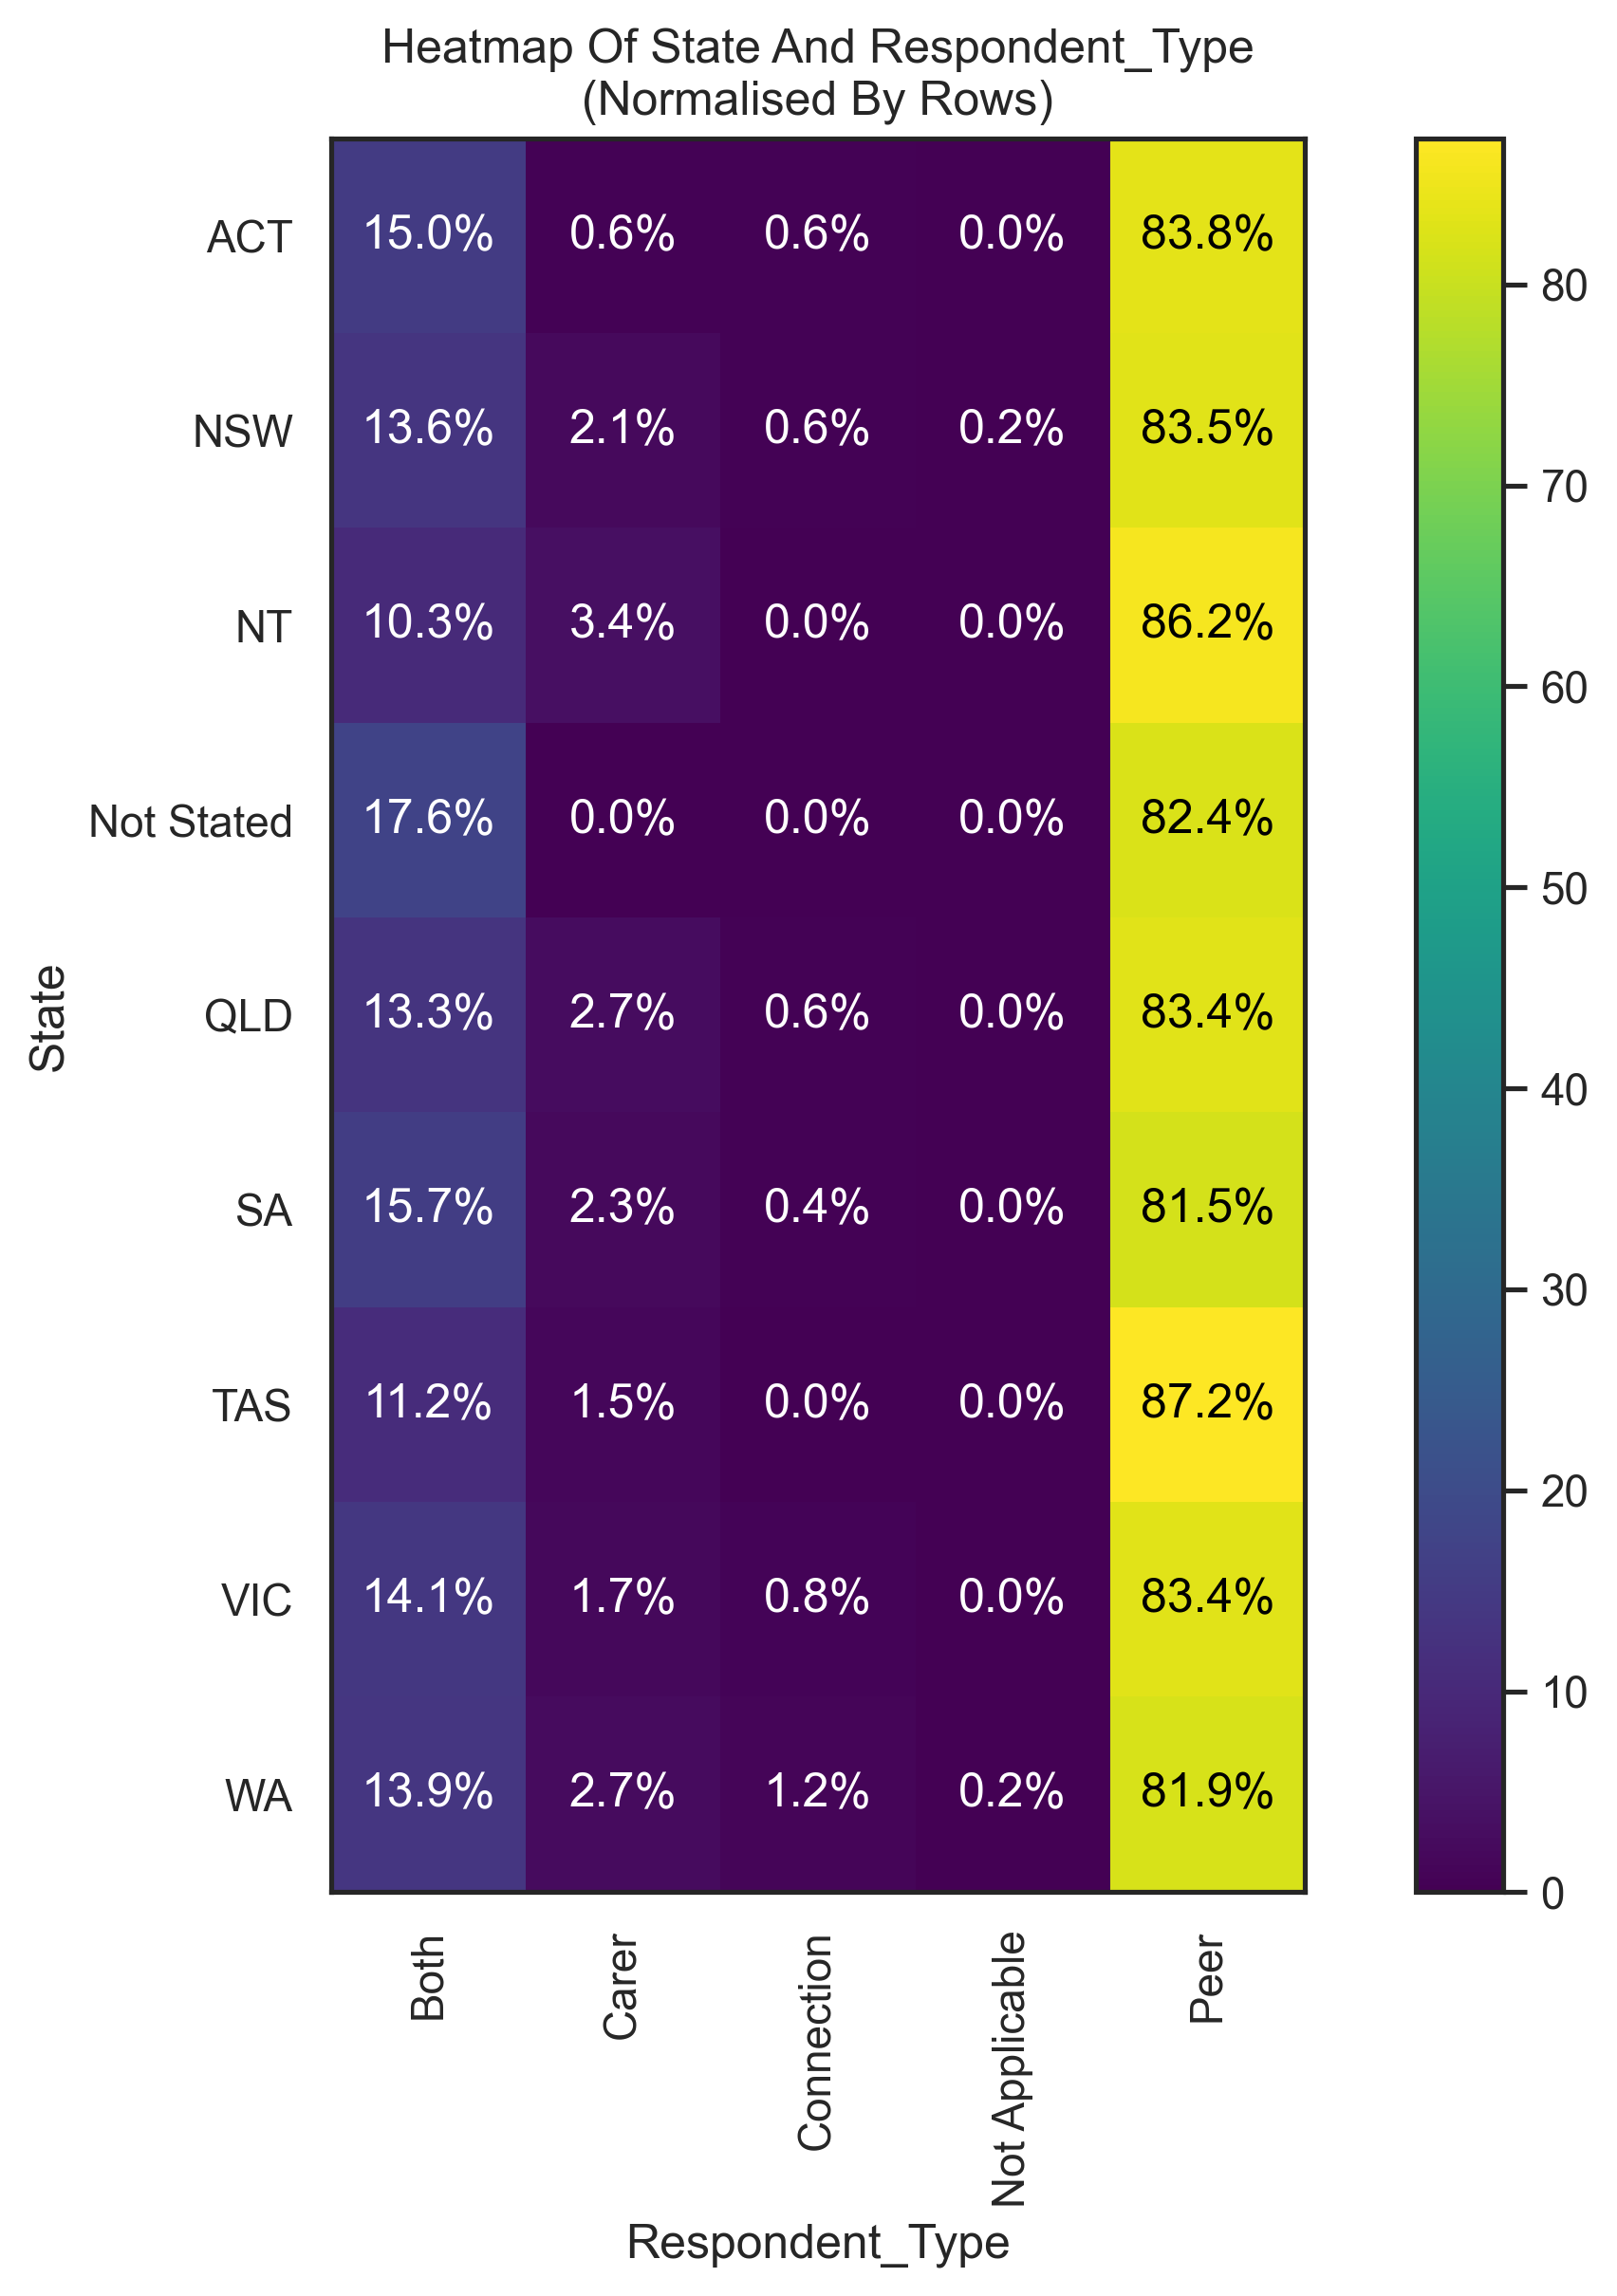 Heatmap Of State And Respondent_Type
(Normalised By Rows)
ACT 15.0% 0.6% 0.6% 0.0% 83.8%
NSW 13.6% 2.1% 0.6% 0.2% 83.5%
NT 10.3% 3.4% 0.0% 0.0% 86.2%
Not Stated 17.6% 0.0% 0.0% 0.0% 82.4%
QLD 13.3% 2.7% 0.6% 0.0% 83.4%
SA 15.7% 2.3% 0.4% 0.0% 81.5%
TAS 11.2% 1.5% 0.0% 0.0% 87.2%
VIC 14.1% 1.7% 0.8% 0.0% 83.4%
WA 13.9% 2.7% 1.2% 0.2% 81.9%
State
Both Carer Connection Not Applicable Peer
Respondent_Type
80
70
60
50
40
30
20
10
0